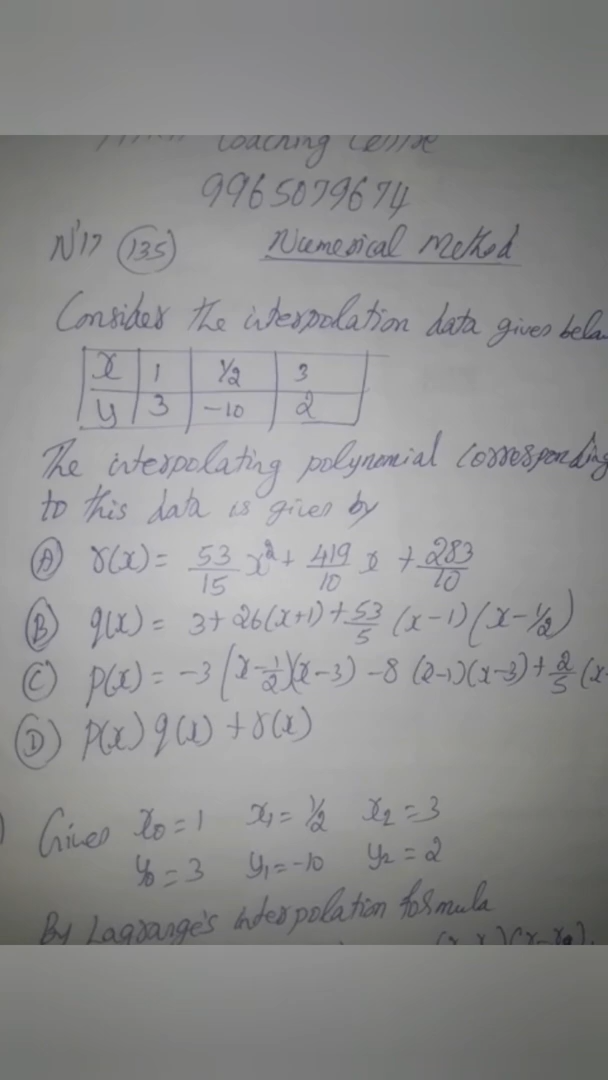 Coaching Centre
9965079674
N'17 (135) Numerical Method
Consider the interpolation data given below
x 1 1/2 3
y 3 -10 2
The interpolating polynomial corresponding
to this data is given by
(A) r(x) = 53/15 x² + 419/10 x + 283/10
(B) q(x) = 3+26(x+1)+53/5 (x-1)(x-1/2)
(C) p(x) = -3 (x-1/2)(x-3) -8 (x-1)(x-3)+2/5 (x-
(D) p(x) q(x) + r(x)
Given x₀=1 x₁=1/2 x₂=3
y₀=3 y₁=-10 y₂=2
By Lagrange's interpolation formula